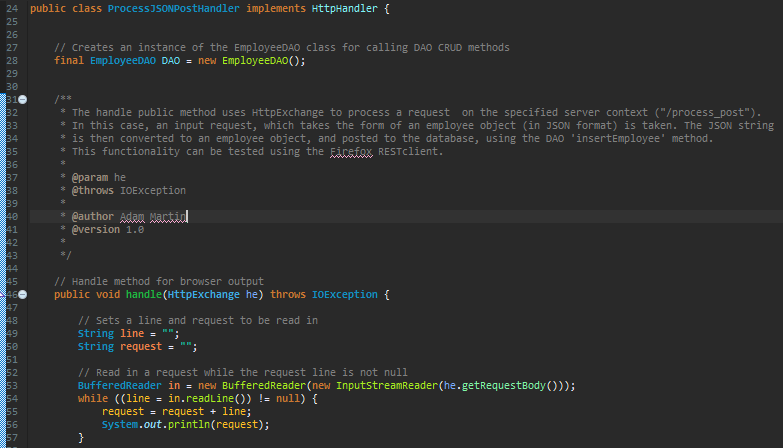 24 public class ProcessJSONPostHandler implements HttpHandler {
25
26
27 // Creates an instance of the EmployeeDAO class for calling DAO CRUD methods
28 final EmployeeDAO DAO = new EmployeeDAO();
29
30
31 /**
32 * The handle public method uses HttpExchange to process a request  on the specified server context ("/process_post").
33 * In this case, an input request, which takes the form of an employee object (in JSON format) is taken. The JSON string
34 * is then converted to an employee object, and posted to the database, using the DAO 'insertEmployee' method.
35 * This functionality can be tested using the Firefox RESTclient.
36 *
37 * @param he
38 * @throws IOException
39 *
40 * @author Adam Martin
41 * @version 1.0
42 *
43 */
44
45 // Handle method for browser output
46 public void handle(HttpExchange he) throws IOException {
47
48 // Sets a line and request to be read in
49 String line = "";
50 String request = "";
51
52 // Read in a request while the request line is not null
53 BufferedReader in = new BufferedReader(new InputStreamReader(he.getRequestBody()));
54 while ((line = in.readLine()) != null) {
55 request = request + line;
56 System.out.println(request);
57 }